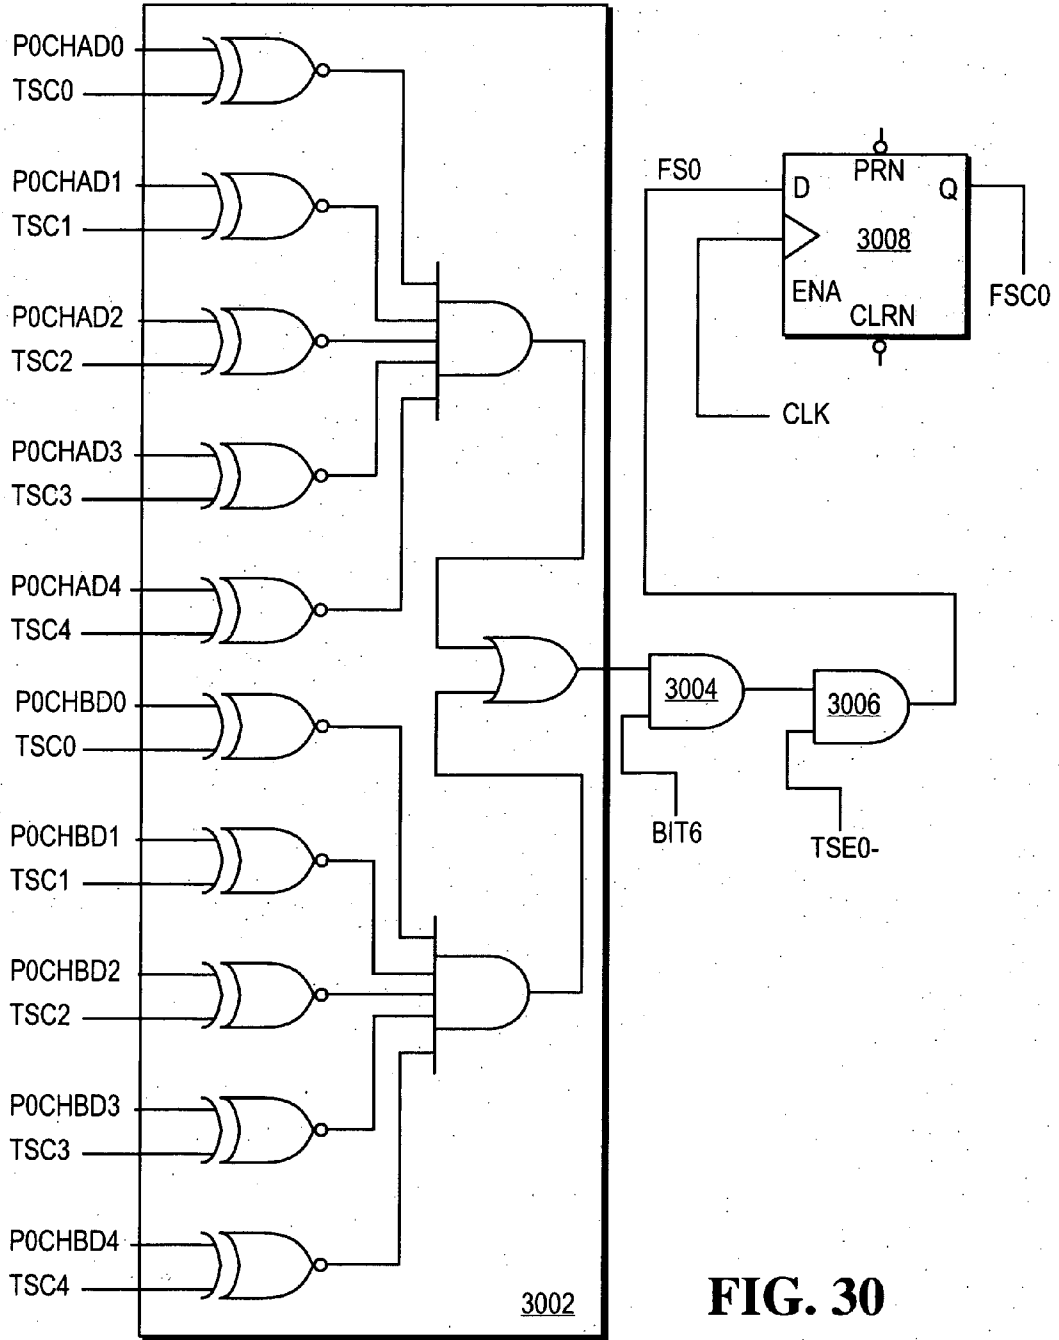 P0CHAD0
TSC0
P0CHAD1
TSC1
P0CHAD2
TSC2
P0CHAD3
TSC3
P0CHAD4
TSC4
P0CHBD0
TSC0
P0CHBD1
TSC1
P0CHBD2
TSC2
P0CHBD3
TSC3
P0CHBD4
TSC4
3002
3004
BIT6
3006
TSE0-
FS0
PRN
D
Q
3008
ENA
CLRN
FSC0
CLK
FIG. 30